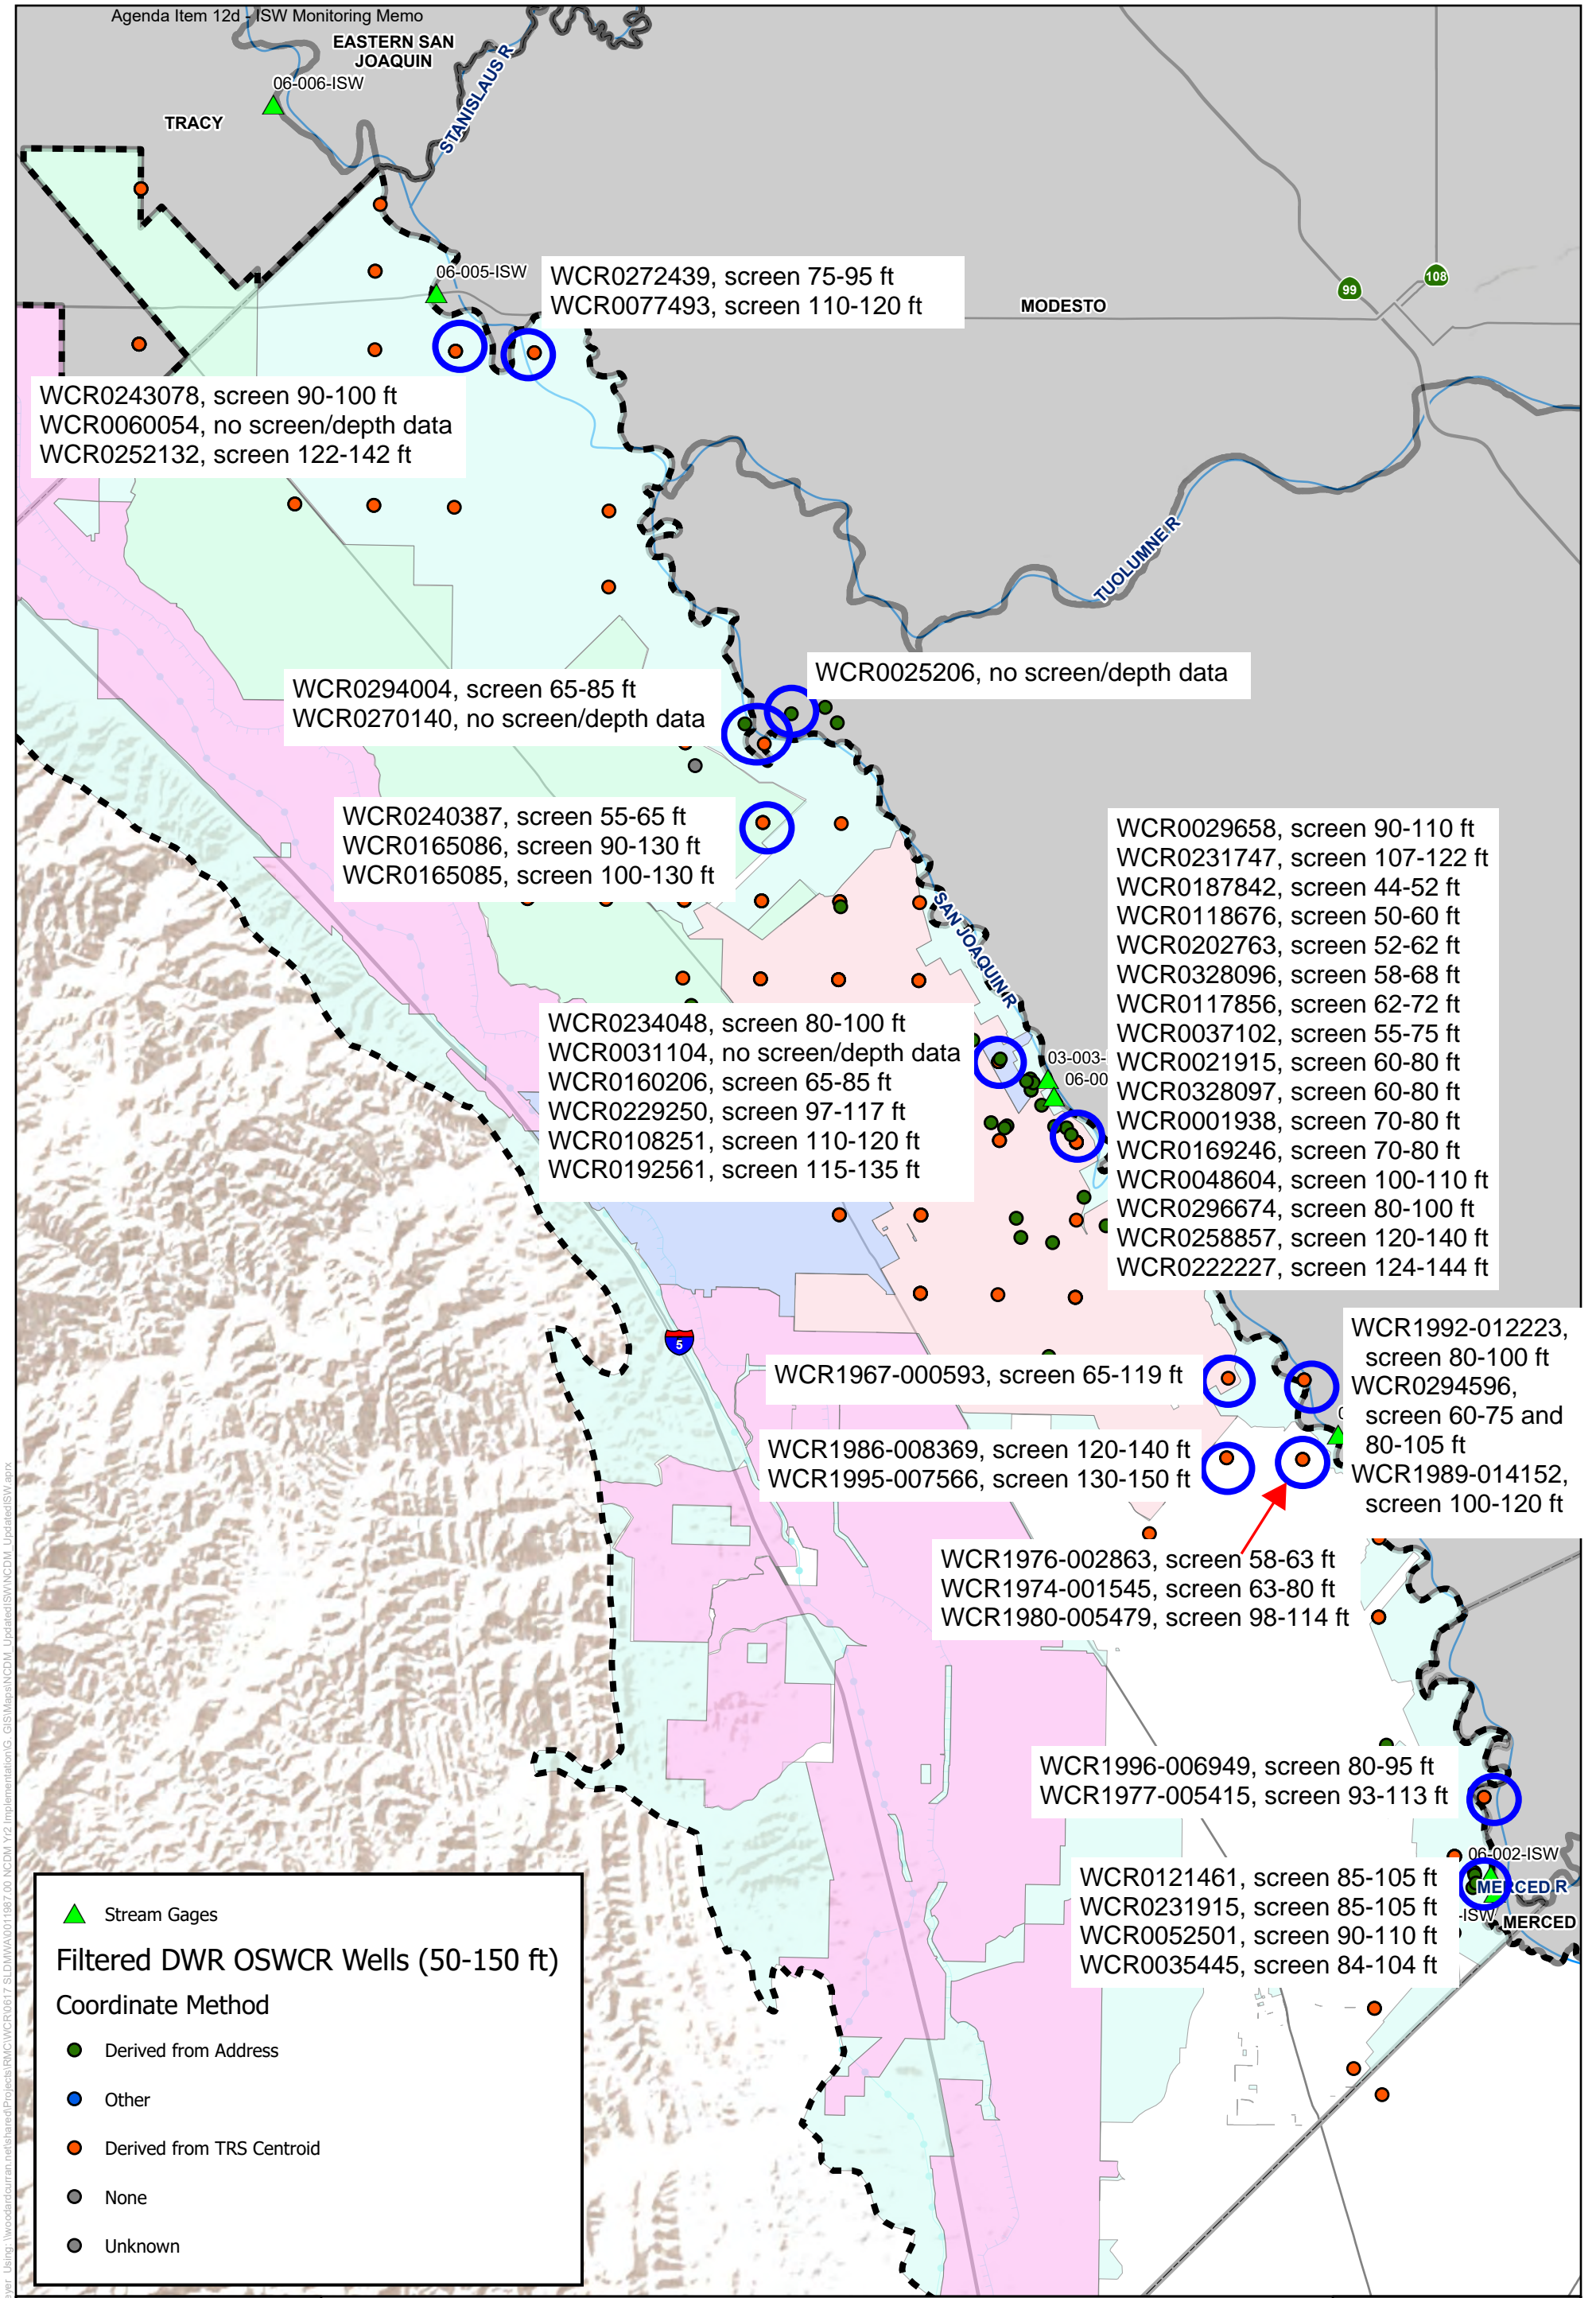 Agenda Item 12d - ISW Monitoring Memo
EASTERN SAN
JOAQUIN
STANISLAUS R
06-006-ISW
TRACY
06-005-ISW
WCR0272439, screen 75-95 ft
WCR0077493, screen 110-120 ft
MODESTO
99
108
WCR0243078, screen 90-100 ft
WCR0060054, no screen/depth data
WCR0252132, screen 122-142 ft
TUOLUMNE R
WCR0025206, no screen/depth data
WCR0294004, screen 65-85 ft
WCR0270140, no screen/depth data
WCR0240387, screen 55-65 ft
WCR0165086, screen 90-130 ft
WCR0165085, screen 100-130 ft
SAN JOAQUIN R
WCR0029658, screen 90-110 ft
WCR0231747, screen 107-122 ft
WCR0187842, screen 44-52 ft
WCR0118676, screen 50-60 ft
WCR0202763, screen 52-62 ft
WCR0328096, screen 58-68 ft
WCR0117856, screen 62-72 ft
WCR0037102, screen 55-75 ft
WCR0021915, screen 60-80 ft
WCR0328097, screen 60-80 ft
WCR0001938, screen 70-80 ft
WCR0169246, screen 70-80 ft
WCR0048604, screen 100-110 ft
WCR0296674, screen 80-100 ft
WCR0258857, screen 120-140 ft
WCR0222227, screen 124-144 ft
WCR0234048, screen 80-100 ft
WCR0031104, no screen/depth data
WCR0160206, screen 65-85 ft
WCR0229250, screen 97-117 ft
WCR0108251, screen 110-120 ft
WCR0192561, screen 115-135 ft
03-003-
06-00
5
WCR1992-012223,
screen 80-100 ft
WCR0294596,
screen 60-75 and
80-105 ft
WCR1989-014152,
screen 100-120 ft
0
WCR1967-000593, screen 65-119 ft
WCR1986-008369, screen 120-140 ft
WCR1995-007566, screen 130-150 ft
WCR1976-002863, screen 58-63 ft
WCR1974-001545, screen 63-80 ft
WCR1980-005479, screen 98-114 ft
WCR1996-006949, screen 80-95 ft
WCR1977-005415, screen 93-113 ft
06-002-ISW
MERCED R
-ISW
MERCED
WCR0121461, screen 85-105 ft
WCR0231915, screen 85-105 ft
WCR0052501, screen 90-110 ft
WCR0035445, screen 84-104 ft
Stream Gages
Filtered DWR OSWCR Wells (50-150 ft)
Coordinate Method
Derived from Address
Other
Derived from TRS Centroid
None
Unknown